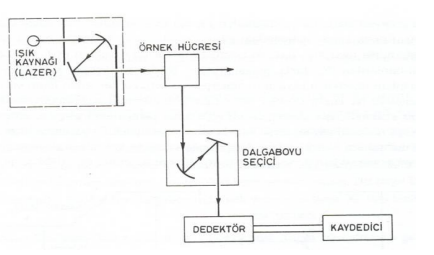 IŞIK
KAYNAĞI
(LAZER)
ÖRNEK HÜCRESİ
DALGABOYU
SEÇİCİ
DEDEKTÖR
KAYDEDİCİ